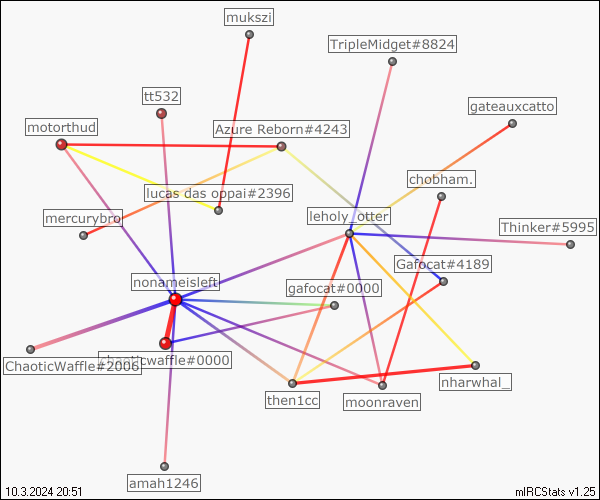 mukszi
TripleMidget#8824
tt532
gateauxcatto
motorthud
Azure Reborn#4243
chobham.
lucas das oppai#2396
mercurybro
leholy_otter
Thinker#5995
Gafocat#4189
nonameisleft
gafocat#0000
chaoticwaffle#0000
ChaoticWaffle#2006
nharwhal_
then1cc
moonraven
amah1246
10.3.2024 20:51
mIRCStats v1.25